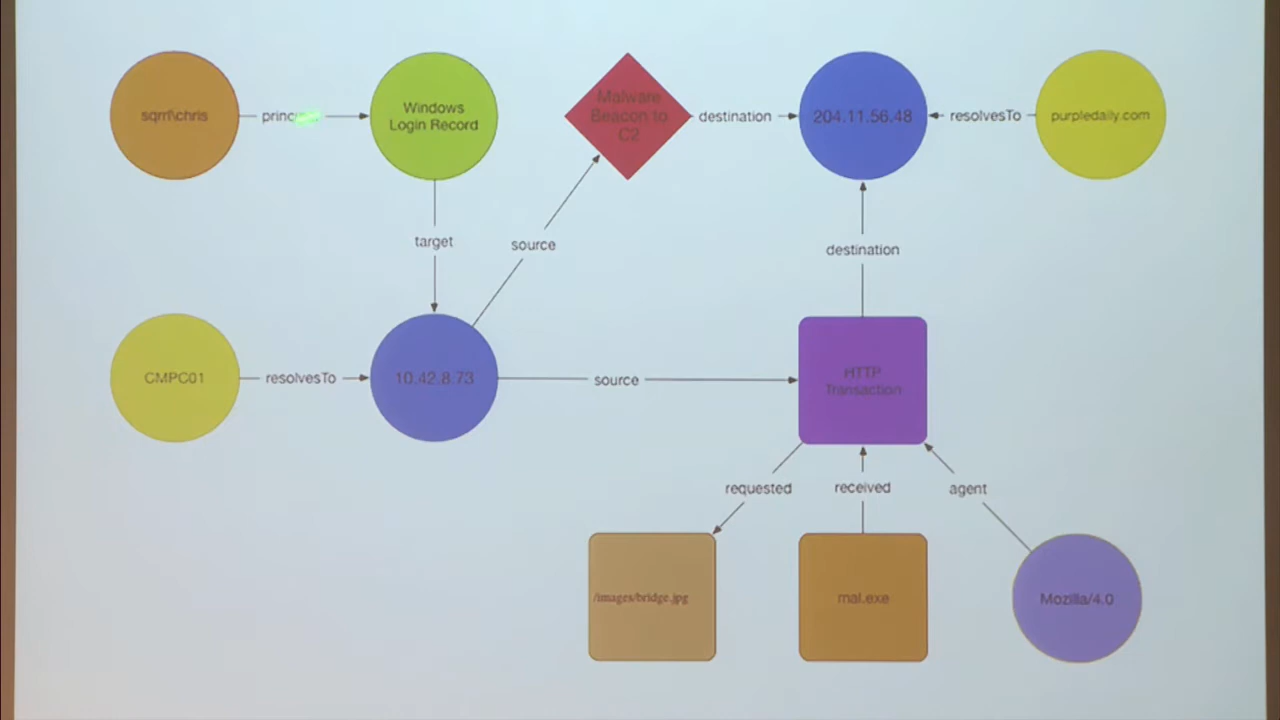 sqrrl\chris
Windows
Login Record
Malware
Beacon to
C2
destination
204.11.56.48
resolvesTo
purpledaily.com
target
source
destination
CMPC01
resolvesTo
10.42.8.73
source
HTTP
Transaction
requested
received
agent
/images/bridge.jpg
mal.exe
Mozilla/4.0